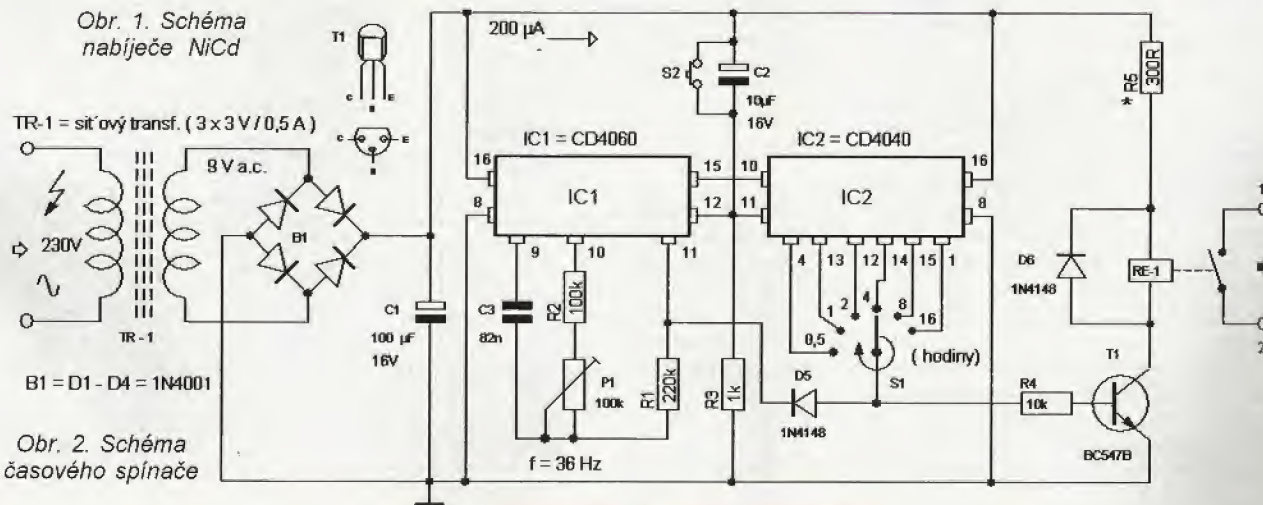 Obr. 1. Schéma
nabíječe NiCd
T1
C
B
E
C
E
B
TR-1 = síťový transf. ( 3 x 3 V / 0,5 A )
9 V a.c.
230V
TR - 1
B1
B1 = D1 - D4 = 1N4001
Obr. 2. Schéma
časového spínače
C1
100 µF
16V
200 µA
S2
C2
10µF
16V
IC1 = CD4060
IC1
16
8
15
12
9
10
11
C3
82n
R2
100k
P1
100k
R1
220k
R3
1k
f = 36 Hz
IC2 = CD4040
IC2
10
11
16
8
4
13
12
14
15
1
0,5
1
2
4
8
16
( hodiny)
S1
D5
1N4148
R4
10k
T1
BC547B
D6
1N4148
RE-1
* R5
300R
1
2